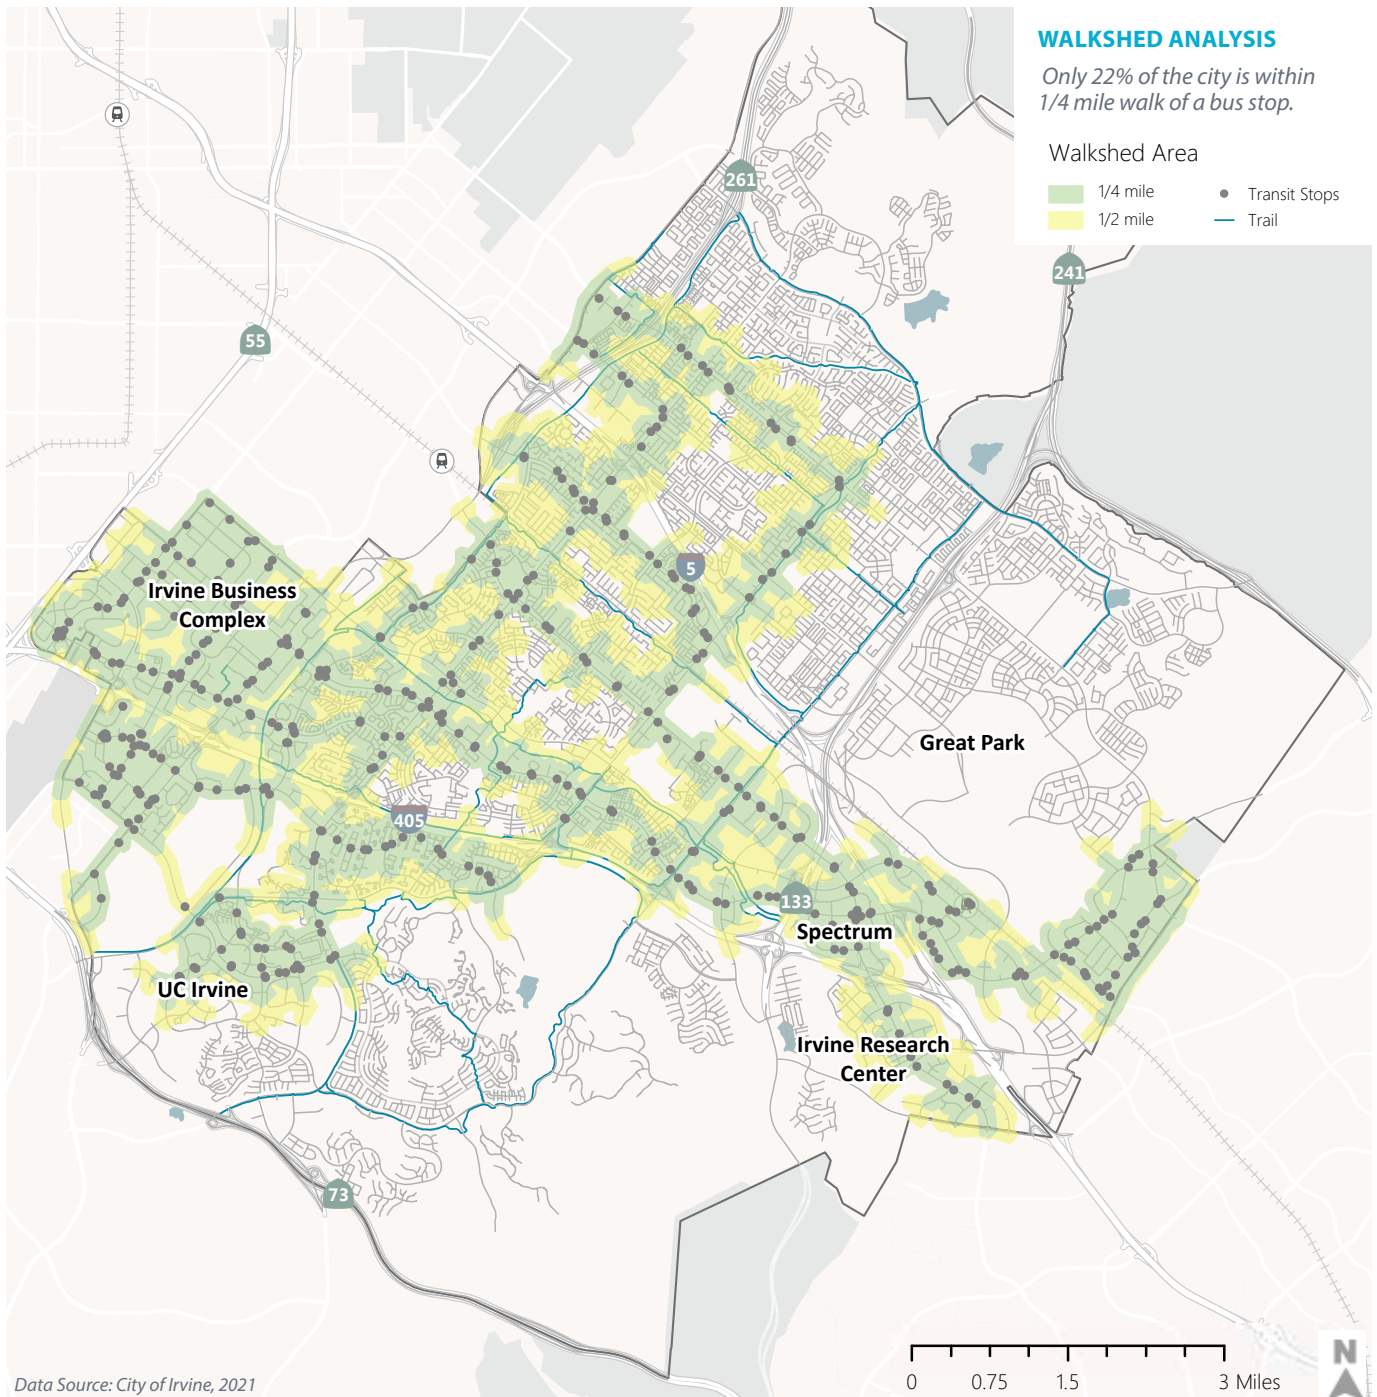 WALKSHED ANALYSIS
Only 22% of the city is within
1/4 mile walk of a bus stop.
Walkshed Area
1/4 mile
Transit Stops
1/2 mile
Trail
261
241
55
5
Irvine Business
Complex
Great Park
405
133
Spectrum
UC Irvine
Irvine Research
Center
73
N
0 0.75 1.5 3 Miles
Data Source: City of Irvine, 2021